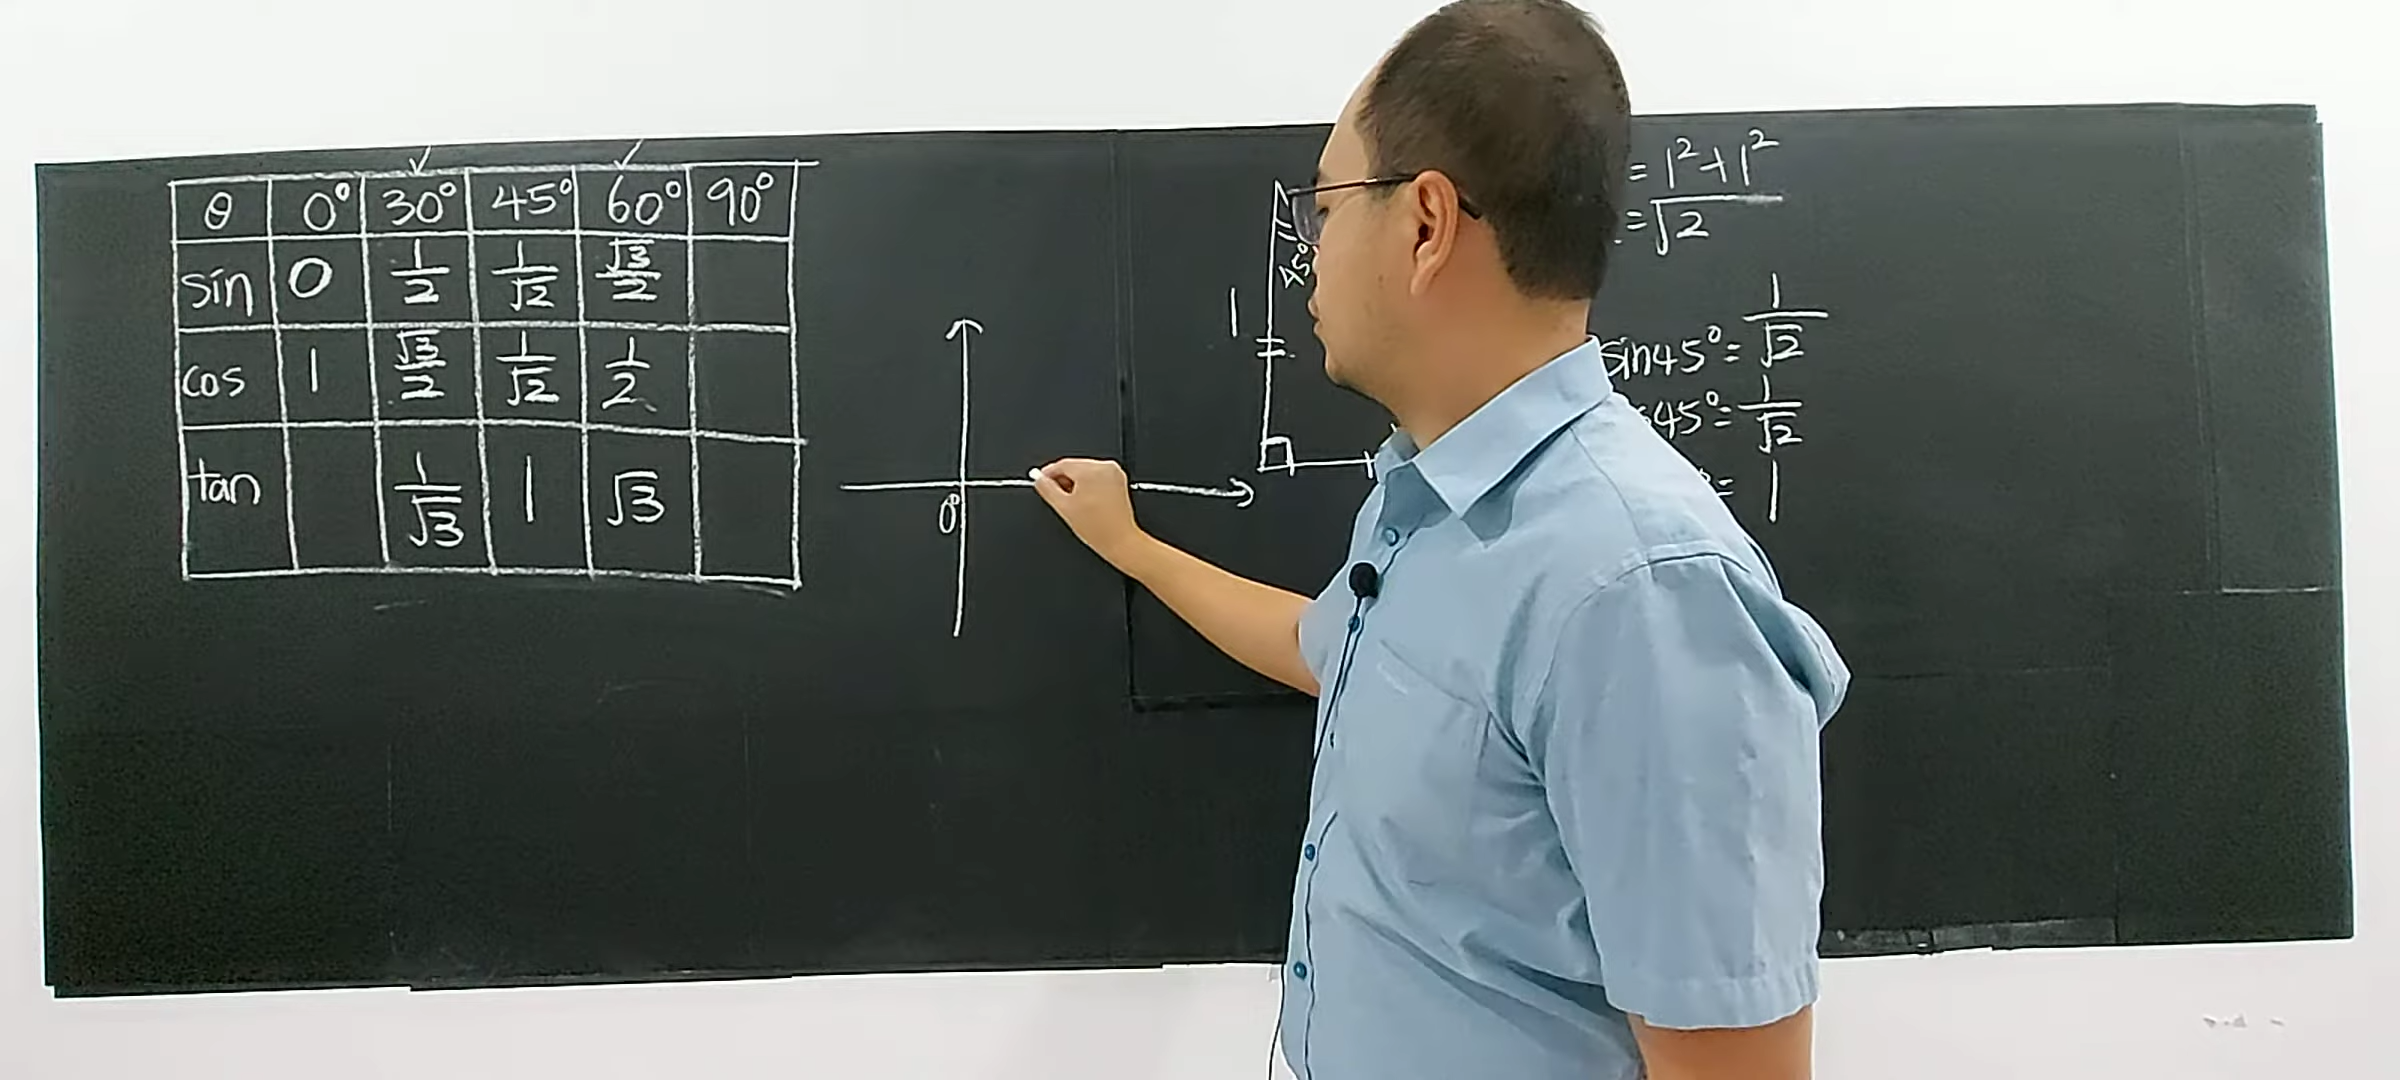 θ 0° 30° 45° 60° 90°
sin 0 1/2 1/√2 √3/2
cos 1 √3/2 1/√2 1/2
tan 1/√3 1 √3
0
1
45°
= 1²+1²
= √2
sin45°= 1/√2
45°= 1/√2
= 1